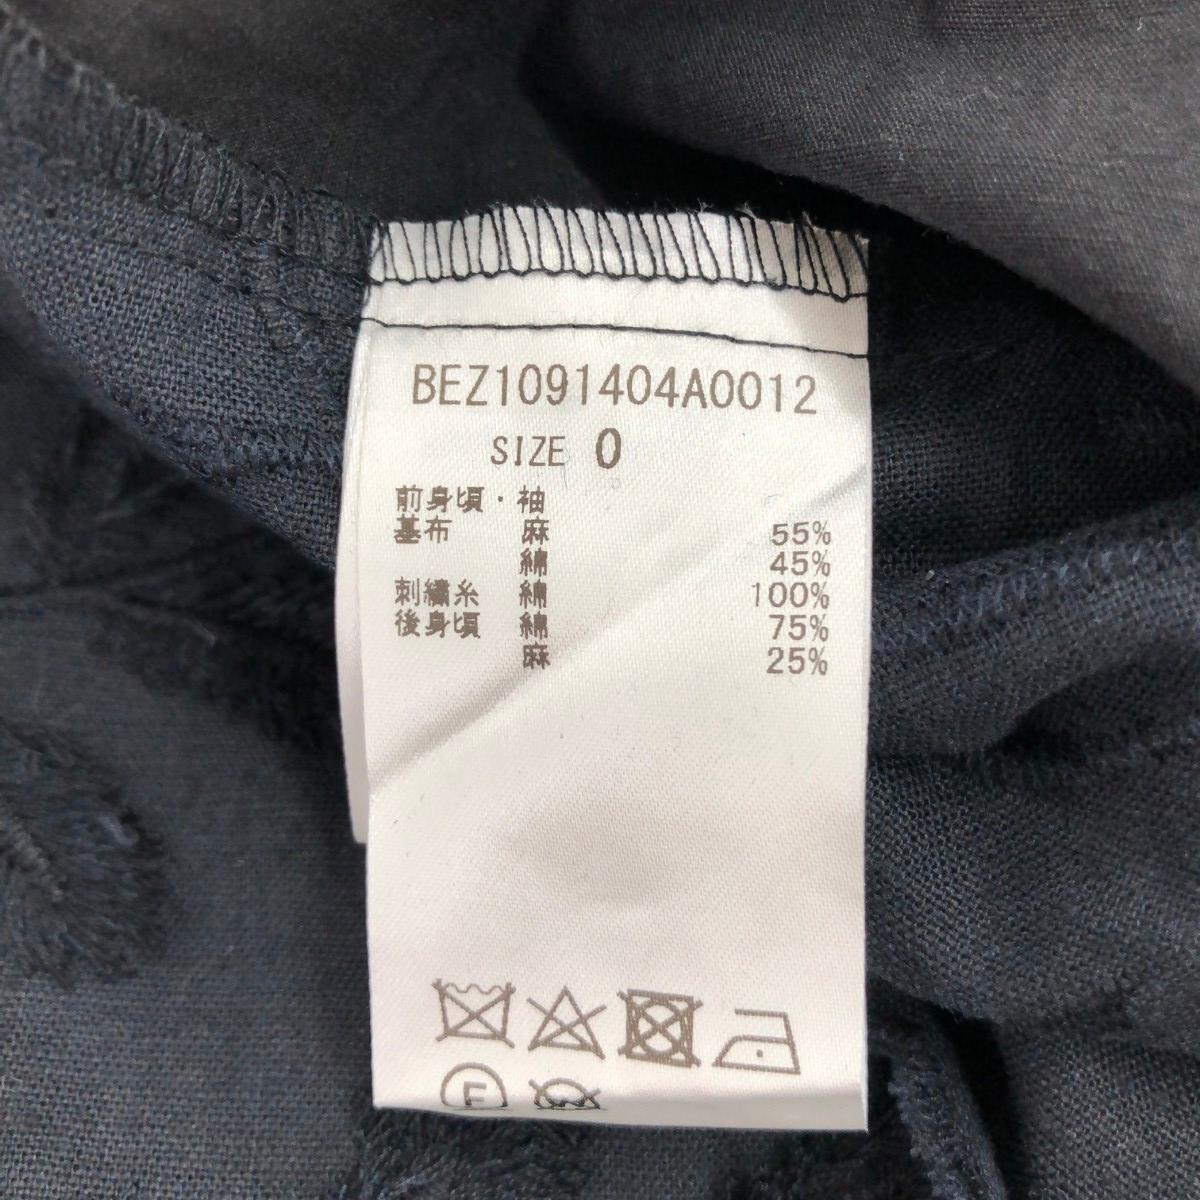 BEZ1091404A0012
SIZE 0
前身頃・袖
基布 麻 55%
綿 45%
刺繍糸 綿 100%
後身頃 綿 75%
麻 25%
F